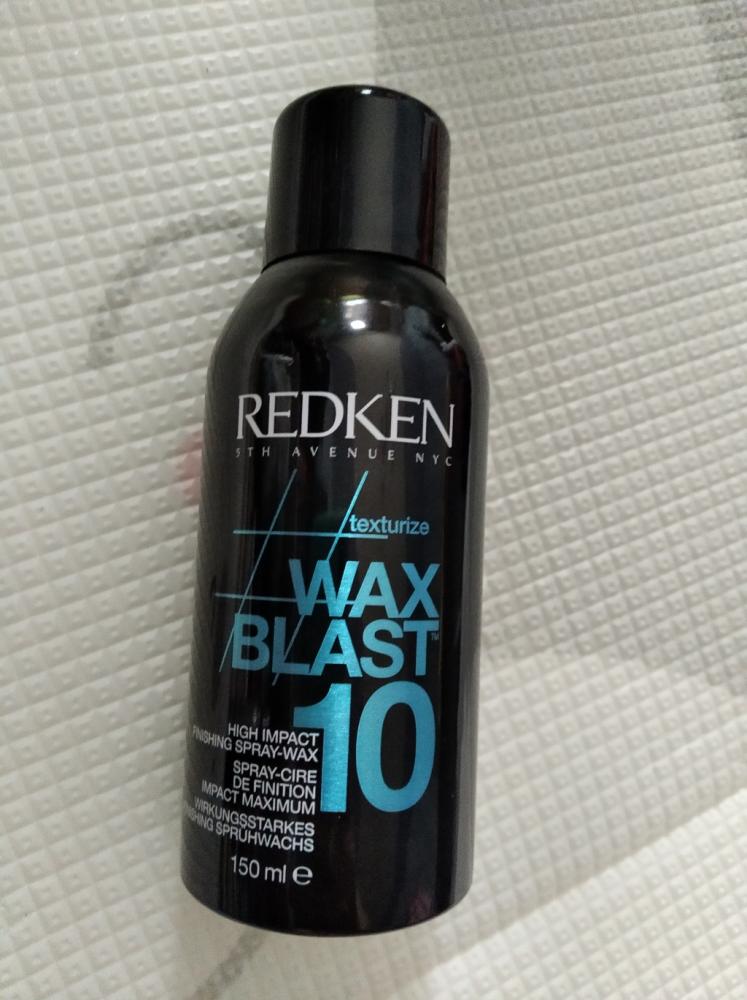 REDKEN
5TH AVENUE NYC
texturize
WAX
BLAST™
10
HIGH IMPACT
FINISHING SPRAY-WAX
SPRAY-CIRE
DE FINITION
IMPACT MAXIMUM
WIRKUNGSSTARKES
FINISHING SPRÜHWACHS
150 ml ℮